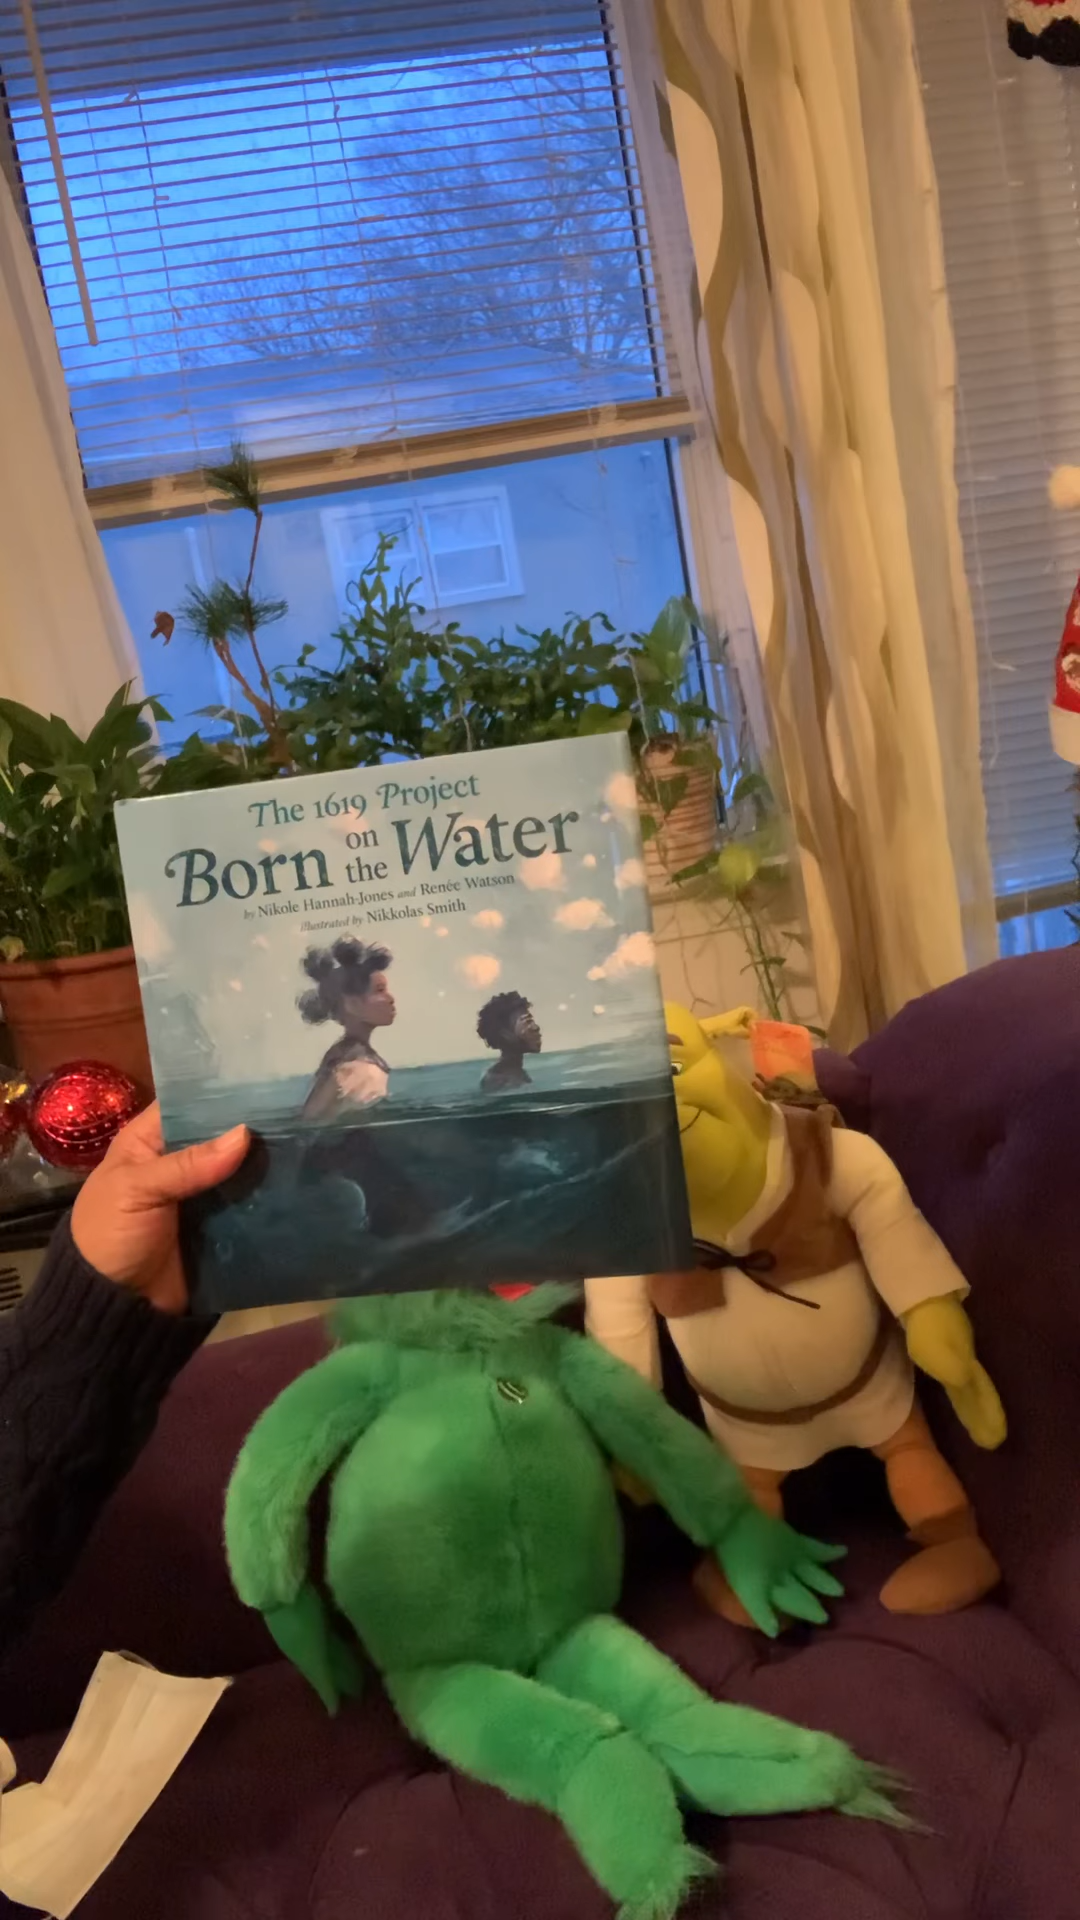 The 1619 Project
Born on the Water
by Nikole Hannah-Jones and Renée Watson
illustrated by Nikkolas Smith